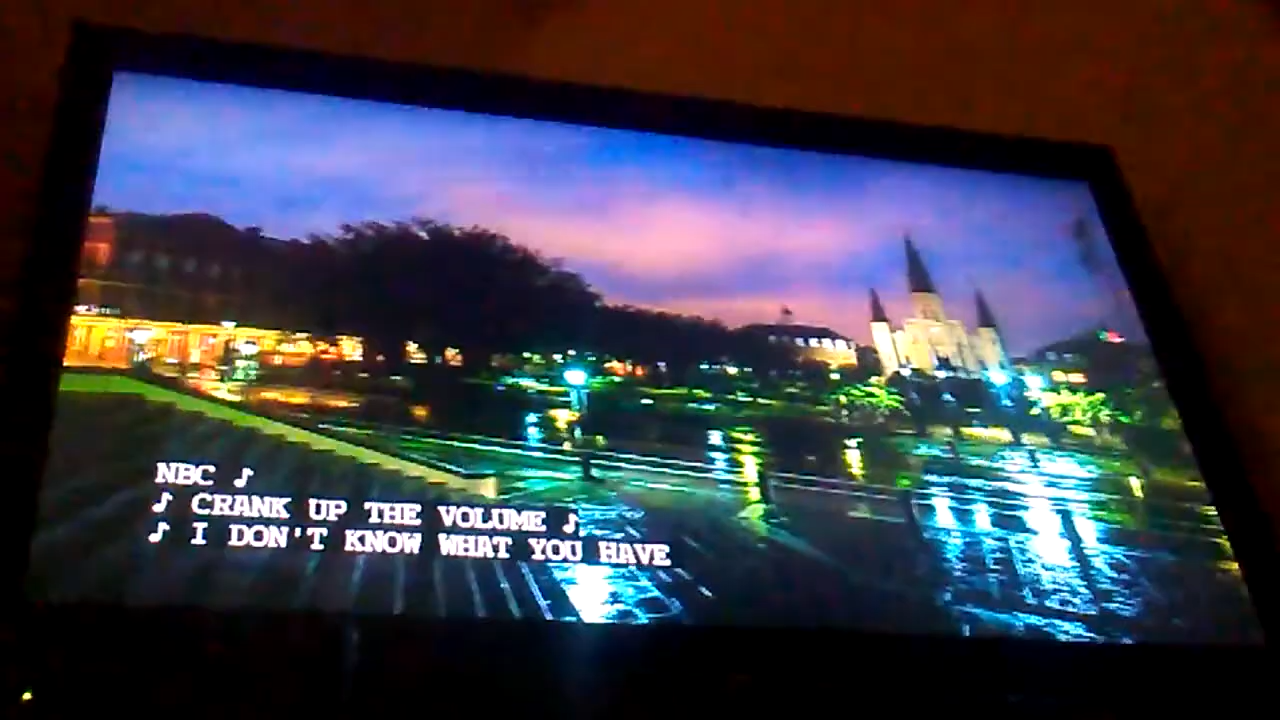 NBC ♪
♪ CRANK UP THE VOLUME ♪
♪ I DON'T KNOW WHAT YOU HAVE